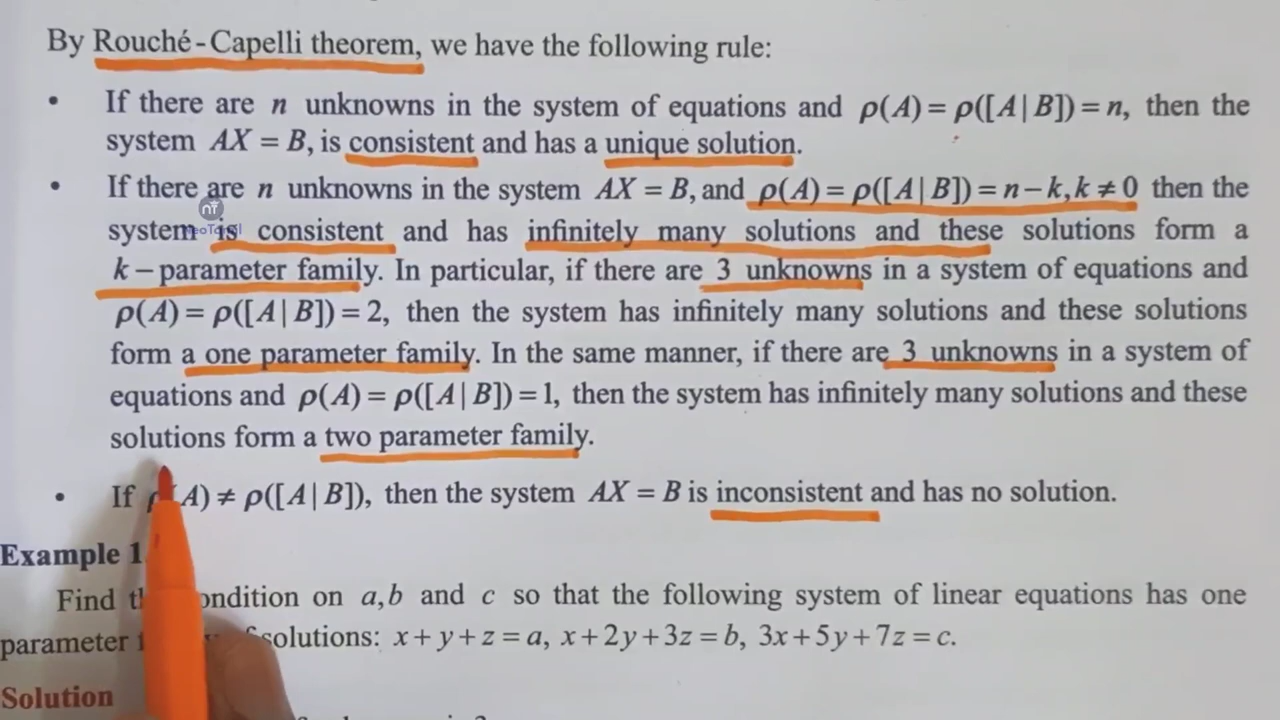 By Rouché-Capelli theorem, we have the following rule:
• If there are n unknowns in the system of equations and ρ(A) = ρ([A | B]) = n, then the
system AX = B, is consistent and has a unique solution.
• If there are n unknowns in the system AX = B, and ρ(A) = ρ([A | B]) = n − k, k ≠ 0 then the
system is consistent and has infinitely many solutions and these solutions form a
k − parameter family. In particular, if there are 3 unknowns in a system of equations and
ρ(A) = ρ([A | B]) = 2, then the system has infinitely many solutions and these solutions
form a one parameter family. In the same manner, if there are 3 unknowns in a system of
equations and ρ(A) = ρ([A | B]) = 1, then the system has infinitely many solutions and these
solutions form a two parameter family.
• If ρ(A) ≠ ρ([A | B]), then the system AX = B is inconsistent and has no solution.
Example 1
Find condition on a, b and c so that the following system of linear equations has one
parameter solutions: x + y + z = a, x + 2y + 3z = b, 3x + 5y + 7z = c.
Solution